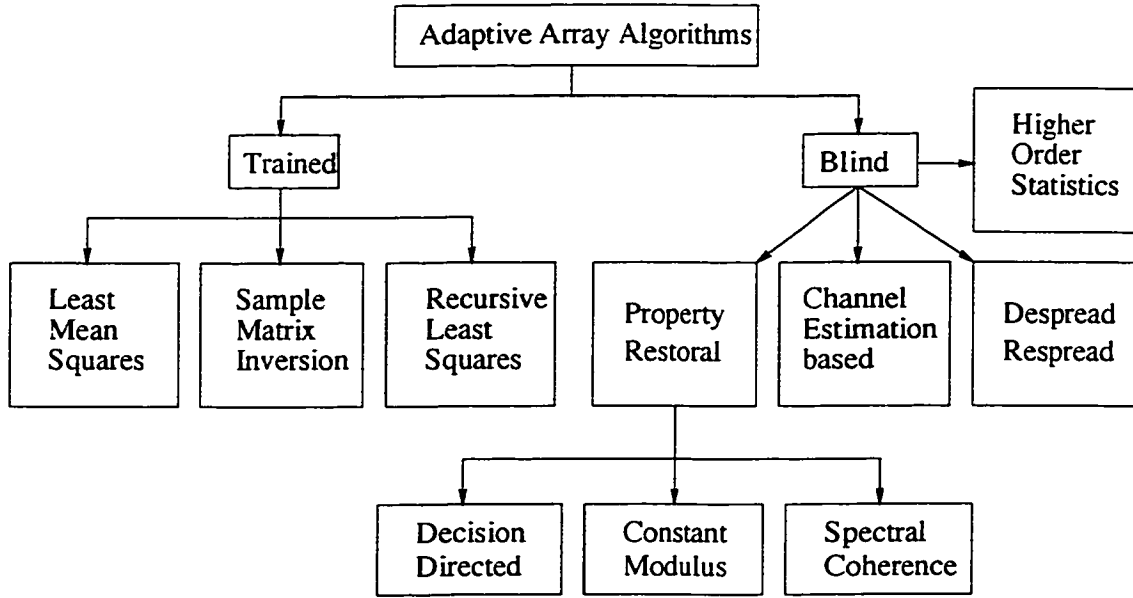 Adaptive Array Algorithms
Trained
Blind
Higher
Order
Statistics
Least
Mean
Squares
Sample
Matrix
Inversion
Recursive
Least
Squares
Property
Restoral
Channel
Estimation
based
Despread
Respread
Decision
Directed
Constant
Modulus
Spectral
Coherence